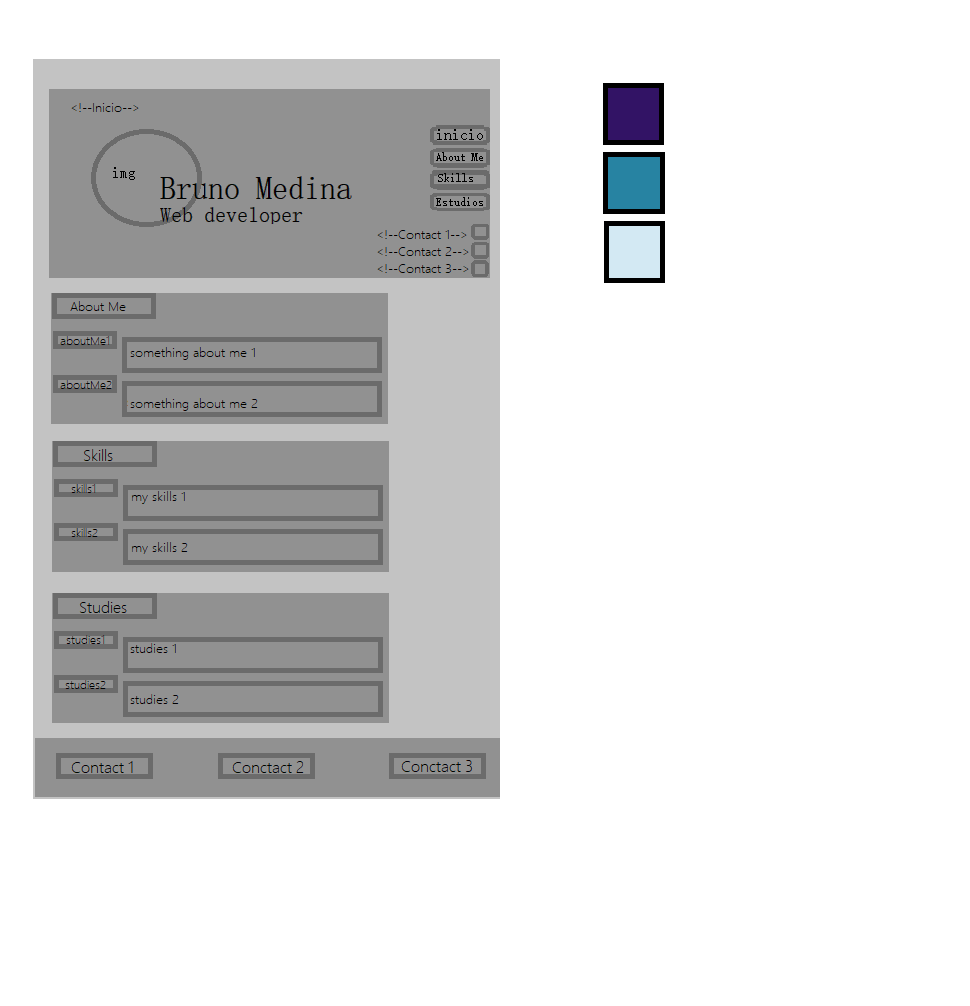 <!--Inicio-->
inicio
About Me
Skills
Estudios
img
Bruno Medina
Web developer
<!--Contact 1-->
<!--Contact 2-->
<!--Contact 3-->
About Me
aboutMe1
something about me 1
aboutMe2
something about me 2
Skills
skills1
my skills 1
skills2
my skills 2
Studies
studies1
studies 1
studies2
studies 2
Contact 1
Conctact 2
Conctact 3